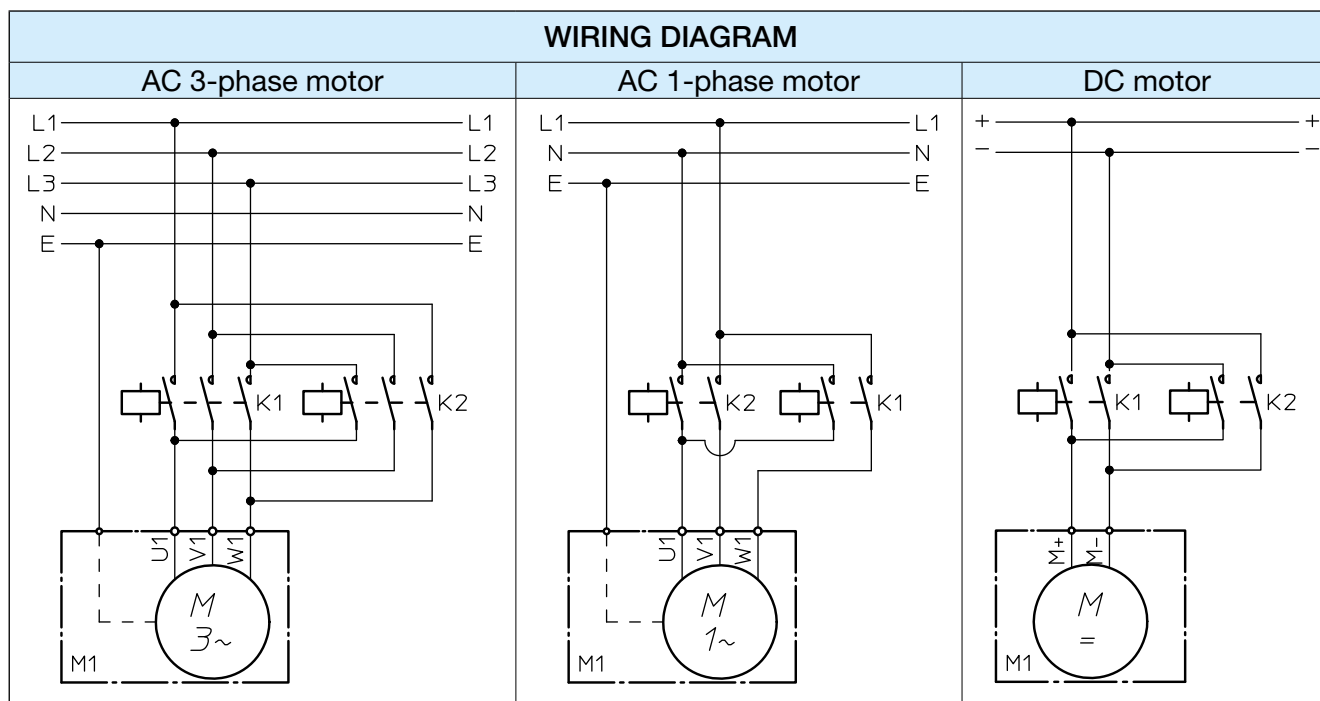 WIRING DIAGRAM
AC 3-phase motor
AC 1-phase motor
DC motor
L1 L1
L2 L2
L3 L3
N N
E E
K1 K2
U1 V1 W1
M
3~
M1
L1 L1
N N
E E
K2 K1
U1 V1 W1
M
1~
M1
+ +
− −
K1 K2
M+ M-
M
=
M1